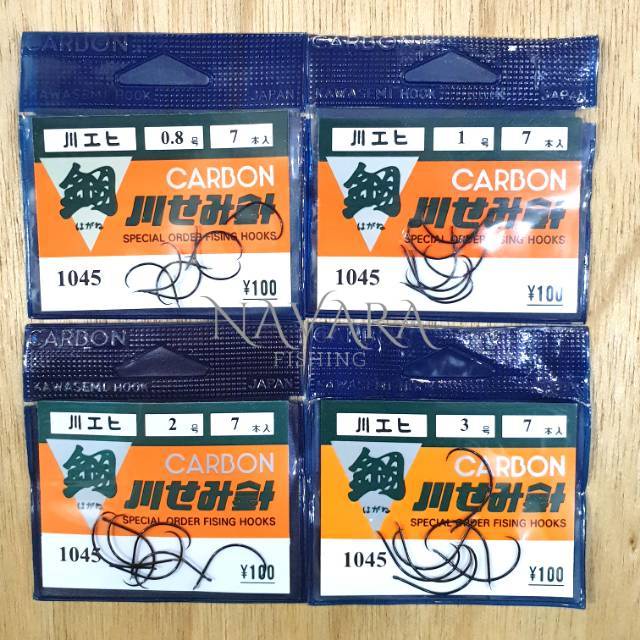 CARBON
KAWASEMI HOOK JAPAN
川エビ 0.8号 7本入
鋼
はがね
CARBON
川せみ針
SPECIAL ORDER FISING HOOKS
1045
¥100
CARBON
KAWASEMI HOOK JAPAN
川エビ 1号 7本入
鋼
はがね
CARBON
川せみ針
SPECIAL ORDER FISING HOOKS
1045
¥100
NAVARA
FISHING
CARBON
KAWASEMI HOOK JAPAN
川エビ 2号 7本入
鋼
はがね
CARBON
川せみ針
SPECIAL ORDER FISING HOOKS
1045
¥100
KAWASEMI HOOK JAPAN
川エビ 3号 7本入
鋼
はがね
CARBON
川せみ針
SPECIAL ORDER FISING HOOKS
1045
¥100